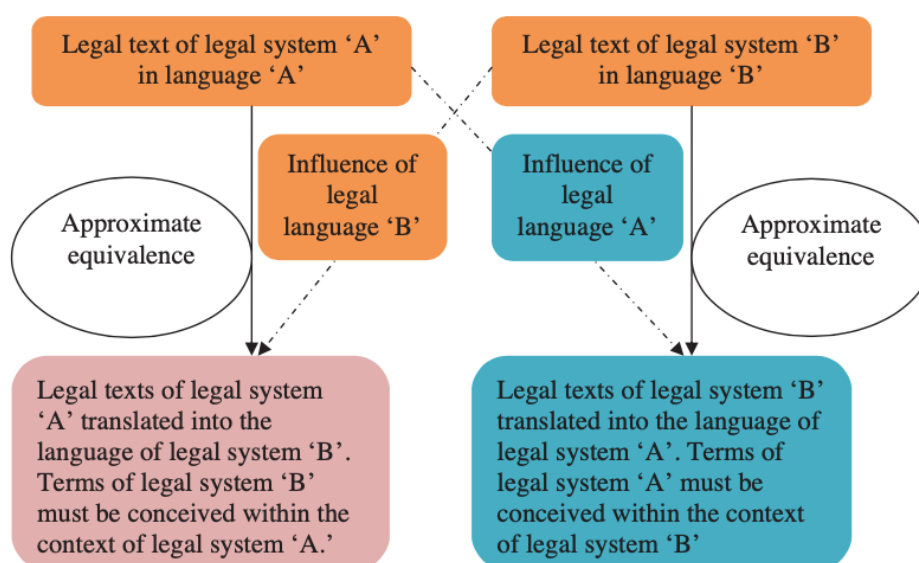 Legal text of legal system ‘A’
in language ‘A’
Legal text of legal system ‘B’
in language ‘B’
Influence of
legal
language ‘B’
Influence of
legal
language ‘A’
Approximate
equivalence
Approximate
equivalence
Legal texts of legal system
‘A’ translated into the
language of legal system ‘B’.
Terms of legal system ‘B’
must be conceived within the
context of legal system ‘A.’
Legal texts of legal system ‘B’
translated into the language of
legal system ‘A’. Terms of
legal system ‘A’ must be
conceived within the context
of legal system ‘B’